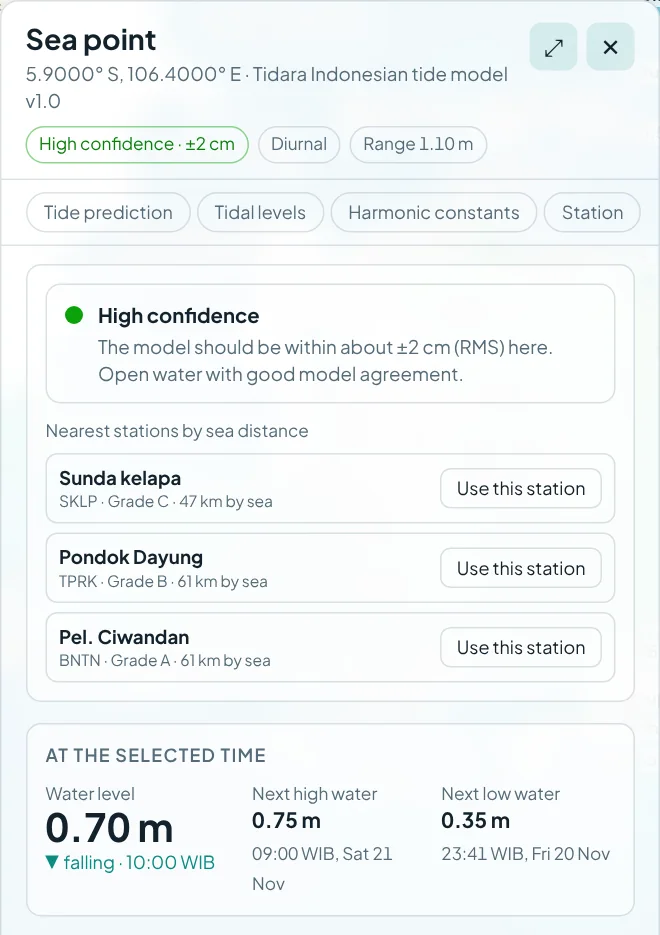 Sea point
5.9000° S, 106.4000° E · Tidara Indonesian tide model
v1.0
High confidence · ±2 cm
Diurnal
Range 1.10 m
Tide prediction
Tidal levels
Harmonic constants
Station
High confidence
The model should be within about ±2 cm (RMS) here.
Open water with good model agreement.
Nearest stations by sea distance
Sunda kelapa
SKLP · Grade C · 47 km by sea
Use this station
Pondok Dayung
TPRK · Grade B · 61 km by sea
Use this station
Pel. Ciwandan
BNTN · Grade A · 61 km by sea
Use this station
AT THE SELECTED TIME
Water level
0.70 m
▼ falling · 10:00 WIB
Next high water
0.75 m
09:00 WIB, Sat 21
Nov
Next low water
0.35 m
23:41 WIB, Fri 20 Nov